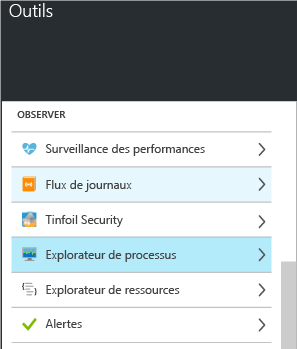 Outils
OBSERVER
Surveillance des performances
Flux de journaux
Tinfoil Security
Explorateur de processus
Explorateur de ressources
Alertes